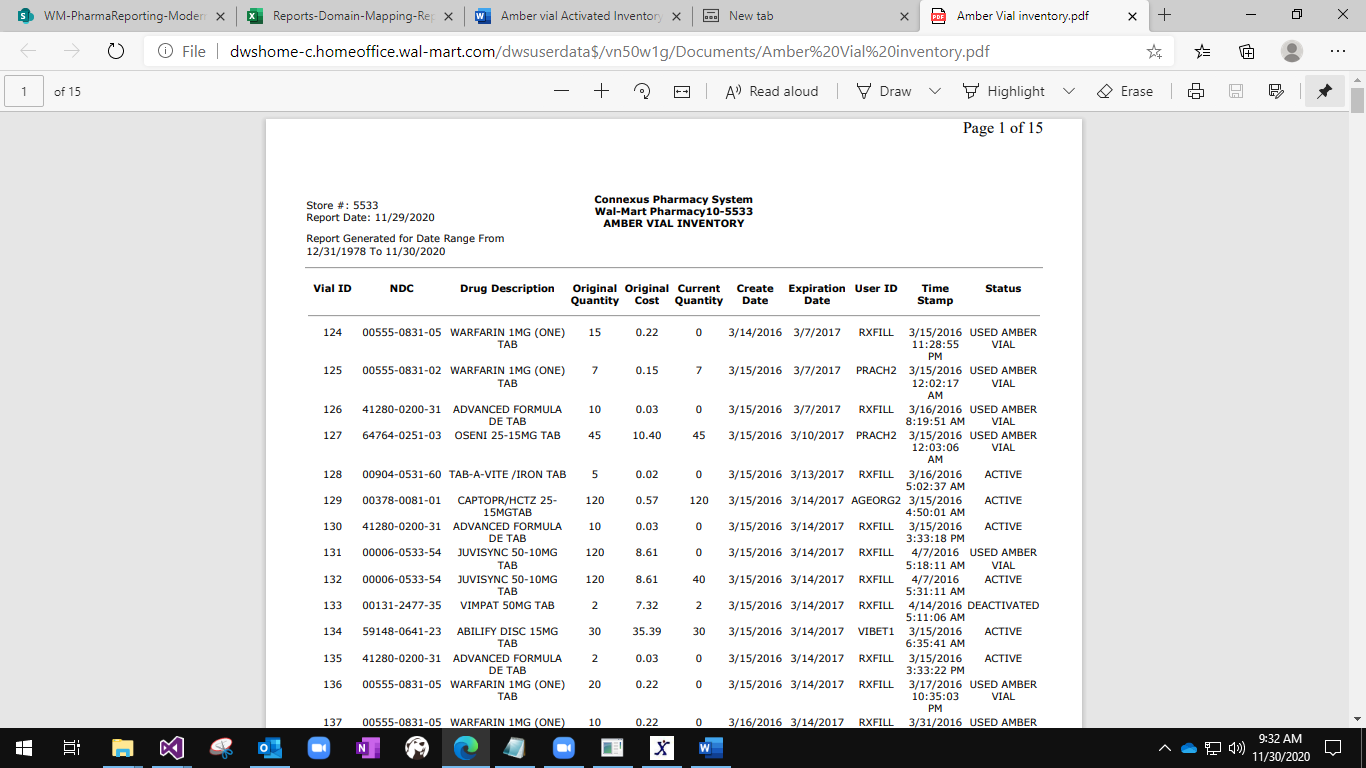 WM-PharmaReporting-Modern
Reports-Domain-Mapping-Rep
Amber vial Activated Inventory
New tab
Amber Vial inventory.pdf
File
dwshome-c.homeoffice.wal-mart.com/dwsuserdata$/vn50w1g/Documents/Amber%20Vial%20inventory.pdf
1 of 15
Read aloud
Draw
Highlight
Erase
Page 1 of 15
Store #: 5533
Report Date: 11/29/2020
Connexus Pharmacy System
Wal-Mart Pharmacy10-5533
AMBER VIAL INVENTORY
Report Generated for Date Range From
12/31/1978 To 11/30/2020
Vial ID NDC Drug Description Original Original Current Create Expiration User ID Time Status
Quantity Cost Quantity Date Date Stamp
124 00555-0831-05 WARFARIN 1MG (ONE) 15 0.22 0 3/14/2016 3/7/2017 RXFILL 3/15/2016 USED AMBER
TAB 11:28:55 VIAL
PM
125 00555-0831-02 WARFARIN 1MG (ONE) 7 0.15 7 3/15/2016 3/7/2017 PRACH2 3/15/2016 USED AMBER
TAB 12:02:17 VIAL
AM
126 41280-0200-31 ADVANCED FORMULA 10 0.03 0 3/15/2016 3/7/2017 RXFILL 3/16/2016 USED AMBER
DE TAB 8:19:51 AM VIAL
127 64764-0251-03 OSENI 25-15MG TAB 45 10.40 45 3/15/2016 3/10/2017 PRACH2 3/15/2016 USED AMBER
12:03:06 VIAL
AM
128 00904-0531-60 TAB-A-VITE /IRON TAB 5 0.02 0 3/15/2016 3/13/2017 RXFILL 3/16/2016 ACTIVE
5:02:37 AM
129 00378-0081-01 CAPTOPR/HCTZ 25- 120 0.57 120 3/15/2016 3/14/2017 AGEORG2 3/15/2016 ACTIVE
15MGTAB 4:50:01 AM
130 41280-0200-31 ADVANCED FORMULA 10 0.03 0 3/15/2016 3/14/2017 RXFILL 3/15/2016 ACTIVE
DE TAB 3:33:18 PM
131 00006-0533-54 JUVISYNC 50-10MG 120 8.61 0 3/15/2016 3/14/2017 RXFILL 4/7/2016 USED AMBER
TAB 5:18:11 AM VIAL
132 00006-0533-54 JUVISYNC 50-10MG 120 8.61 40 3/15/2016 3/14/2017 RXFILL 4/7/2016 ACTIVE
TAB 5:31:11 AM
133 00131-2477-35 VIMPAT 50MG TAB 2 7.32 2 3/15/2016 3/14/2017 RXFILL 4/14/2016 DEACTIVATED
5:11:06 AM
134 59148-0641-23 ABILIFY DISC 15MG 30 35.39 30 3/15/2016 3/14/2017 VIBET1 3/15/2016 ACTIVE
TAB 6:35:41 AM
135 41280-0200-31 ADVANCED FORMULA 2 0.03 0 3/15/2016 3/14/2017 RXFILL 3/15/2016 ACTIVE
DE TAB 3:33:22 PM
136 00555-0831-05 WARFARIN 1MG (ONE) 20 0.22 0 3/15/2016 3/14/2017 RXFILL 3/17/2016 USED AMBER
TAB 10:35:03 VIAL
PM
137 00555-0831-05 WARFARIN 1MG (ONE) 10 0.22 0 3/16/2016 3/14/2017 RXFILL 3/31/2016 USED AMBER
9:32 AM
11/30/2020